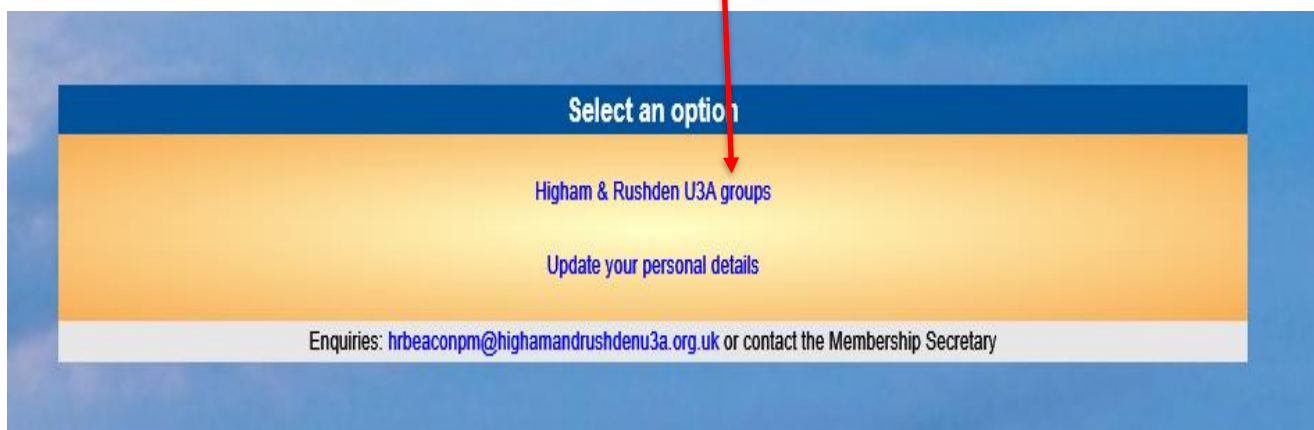 Select an option
Higham & Rushden U3A groups
Update your personal details
Enquiries: hrbeaconpm@highamandrushdenu3a.org.uk or contact the Membership Secretary